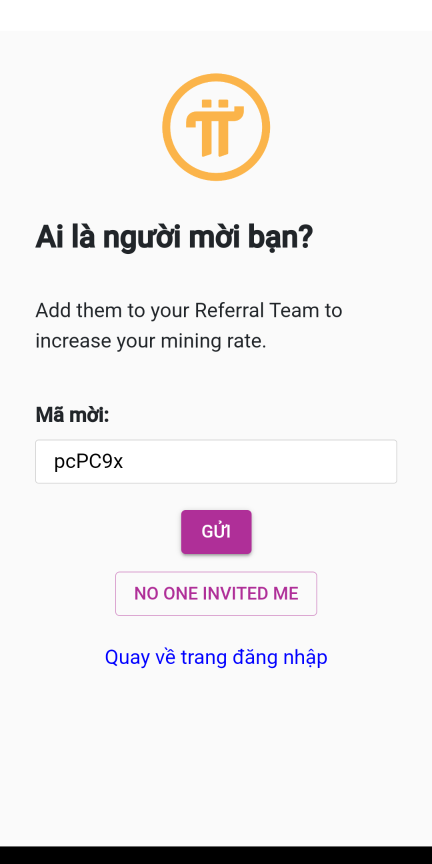 Ai là người mời bạn?
Add them to your Referral Team to
increase your mining rate.
Mã mời:
pcPC9x
GỬI
NO ONE INVITED ME
Quay về trang đăng nhập